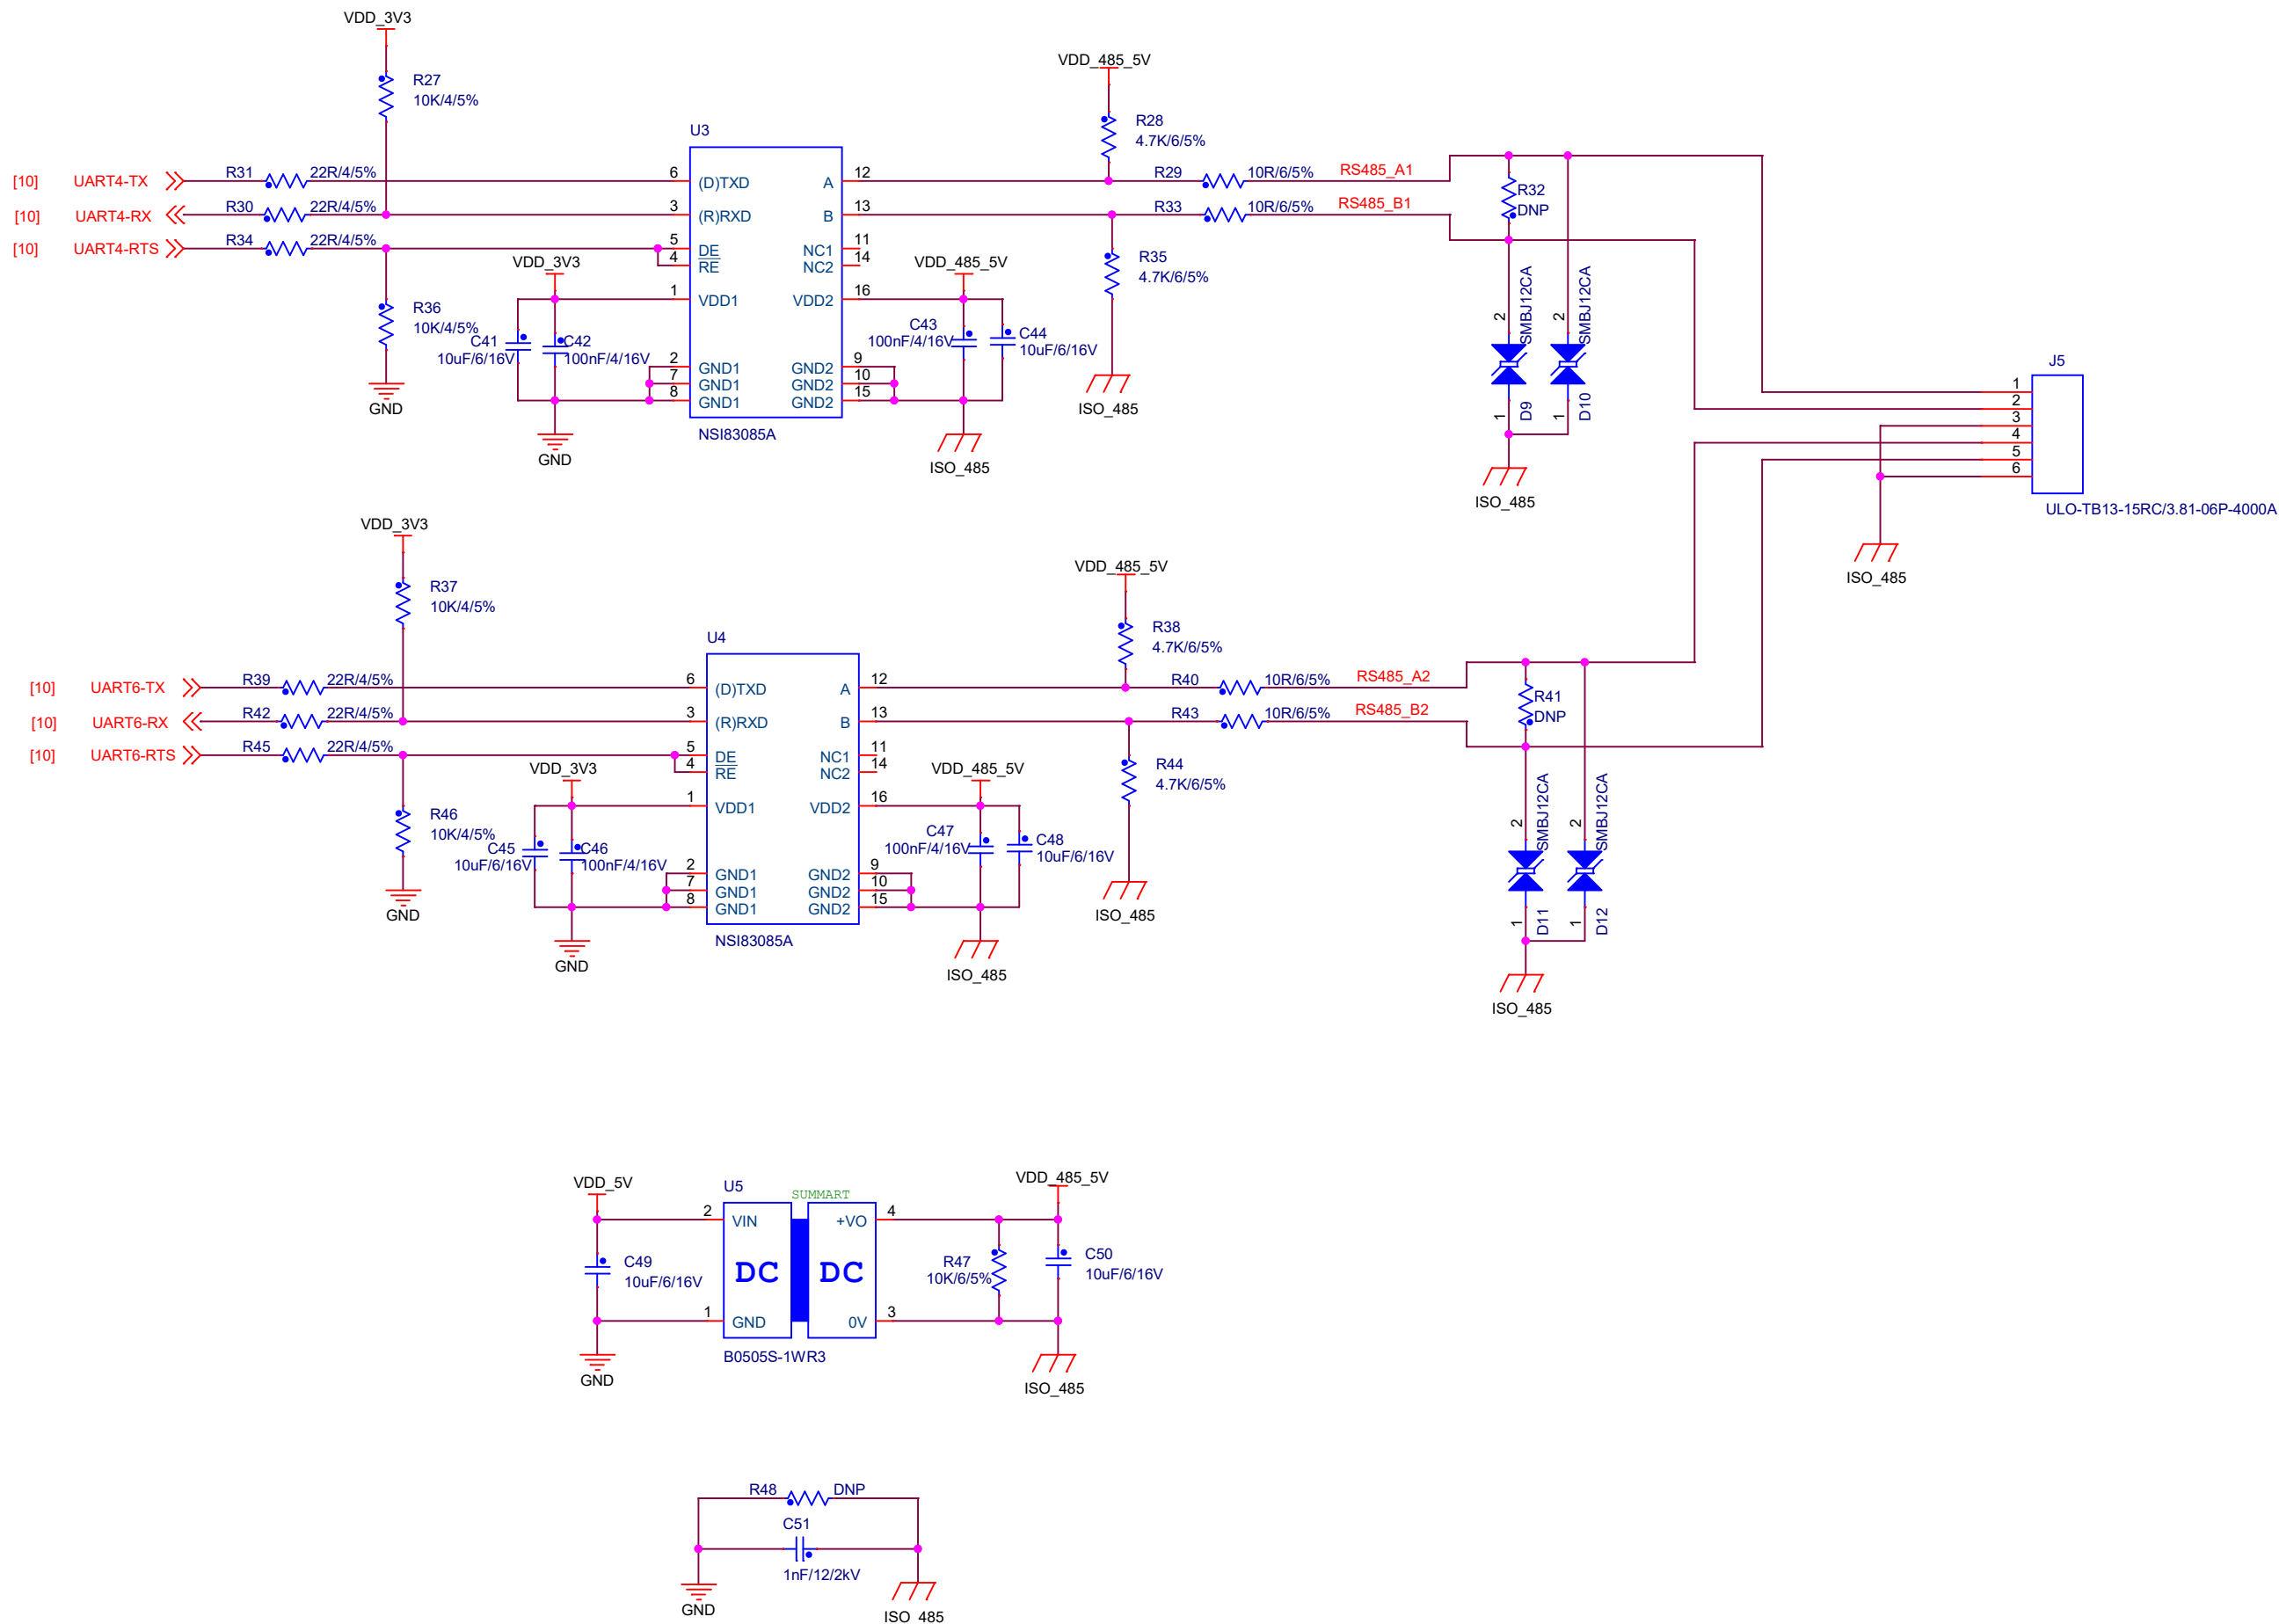 VDD_3V3
R27
10K/4/5%
VDD_485_5V
R28
4.7K/6/5%
U3
[10] UART4-TX R31 22R/4/5% 6 (D)TXD A 12 R29 10R/6/5% RS485_A1
[10] UART4-RX R30 22R/4/5% 3 (R)RXD B 13 R33 10R/6/5% RS485_B1
[10] UART4-RTS R34 22R/4/5% 5 DE NC1 11
4 RE NC2 14
R32
DNP
VDD_3V3
VDD_485_5V
R35
4.7K/6/5%
1 VDD1 VDD2 16
R36
10K/4/5%
C41
10uF/6/16V
C42
100nF/4/16V
C43
100nF/4/16V
C44
10uF/6/16V
2 GND1 GND2 9
7 GND1 GND2 10
8 GND1 GND2 15
GND
GND
NSI83085A
ISO_485
ISO_485
2 SMBJ12CA
1 D9
2 SMBJ12CA
1 D10
ISO_485
J5
1
2
3
4
5
6
ULO-TB13-15RC/3.81-06P-4000A
ISO_485
VDD_3V3
R37
10K/4/5%
VDD_485_5V
R38
4.7K/6/5%
U4
[10] UART6-TX R39 22R/4/5% 6 (D)TXD A 12 R40 10R/6/5% RS485_A2
[10] UART6-RX R42 22R/4/5% 3 (R)RXD B 13 R43 10R/6/5% RS485_B2
[10] UART6-RTS R45 22R/4/5% 5 DE NC1 11
4 RE NC2 14
R41
DNP
VDD_3V3
VDD_485_5V
R44
4.7K/6/5%
1 VDD1 VDD2 16
R46
10K/4/5%
C45
10uF/6/16V
C46
100nF/4/16V
C47
100nF/4/16V
C48
10uF/6/16V
2 GND1 GND2 9
7 GND1 GND2 10
8 GND1 GND2 15
GND
GND
NSI83085A
ISO_485
ISO_485
2 SMBJ12CA
1 D11
2 SMBJ12CA
1 D12
ISO_485
VDD_5V
U5
SUMMART
VDD_485_5V
2 VIN +VO 4
C49
10uF/6/16V
DC DC
R47
10K/6/5%
C50
10uF/6/16V
1 GND 0V 3
B0505S-1WR3
GND
ISO_485
R48 DNP
C51
1nF/12/2kV
GND
ISO_485